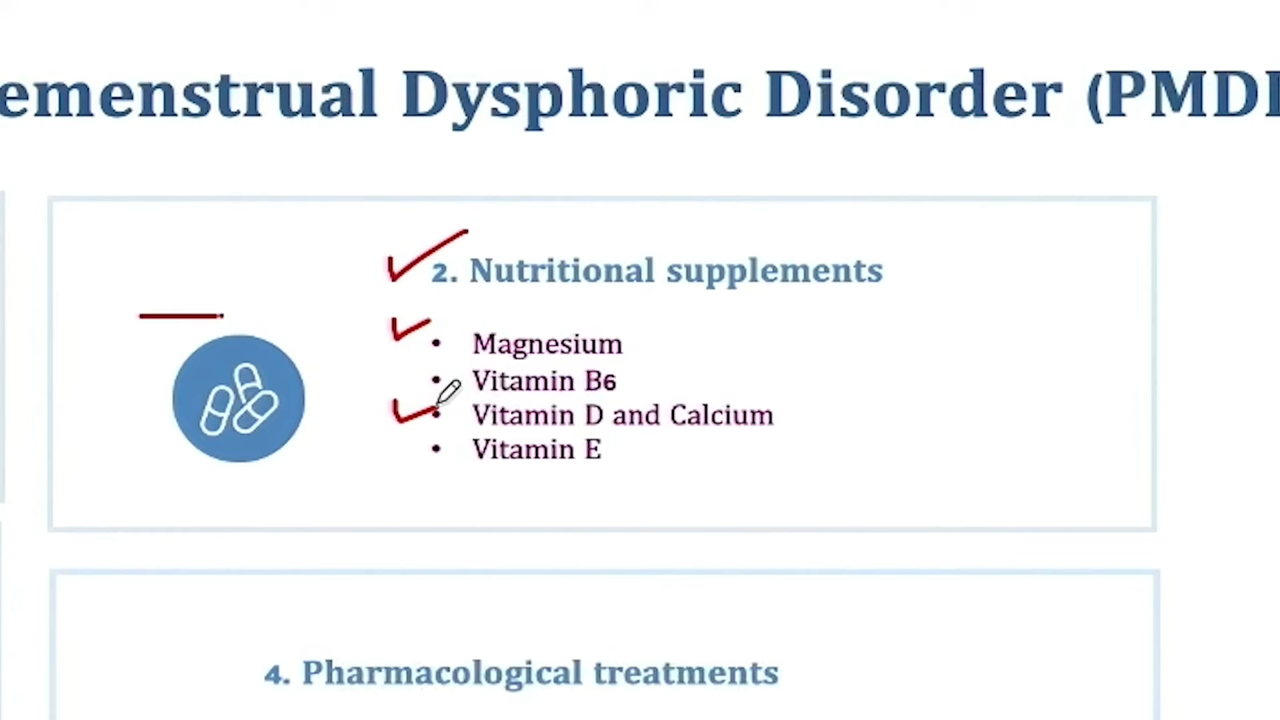 emenstrual Dysphoric Disorder (PMD
2. Nutritional supplements
• Magnesium
• Vitamin B6
• Vitamin D and Calcium
• Vitamin E
4. Pharmacological treatments